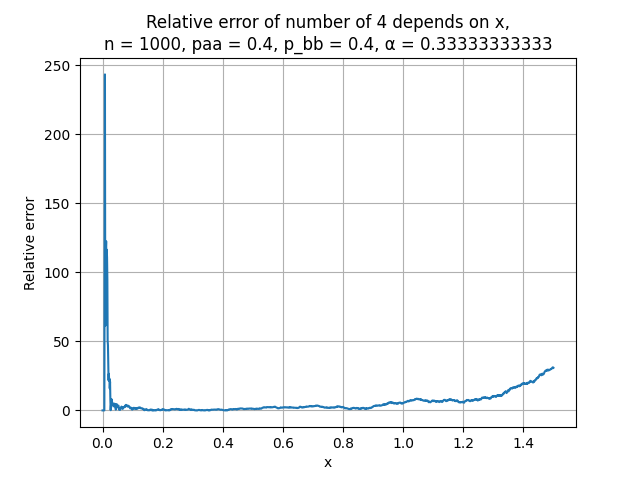 Relative error of number of 4 depends on x,
n = 1000, paa = 0.4, p_bb = 0.4, α = 0.33333333333
250
200
150
100
50
0
Relative error
0.0 0.2 0.4 0.6 0.8 1.0 1.2 1.4
x